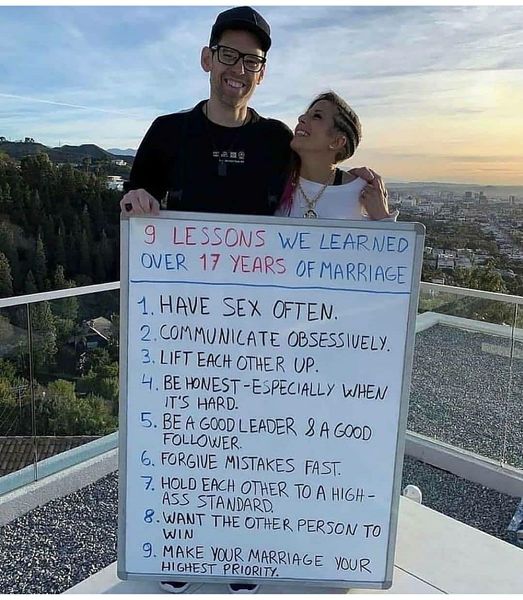 9 LESSONS WE LEARNED
OVER 17 YEARS OF MARRIAGE
1. HAVE SEX OFTEN.
2. COMMUNICATE OBSESSIVELY.
3. LIFT EACH OTHER UP.
4. BE HONEST - ESPECIALLY WHEN
IT'S HARD.
5. BE A GOOD LEADER & A GOOD
FOLLOWER.
6. FORGIVE MISTAKES FAST.
7. HOLD EACH OTHER TO A HIGH-
ASS STANDARD.
8. WANT THE OTHER PERSON TO
WIN
9. MAKE YOUR MARRIAGE YOUR
HIGHEST PRIORITY.